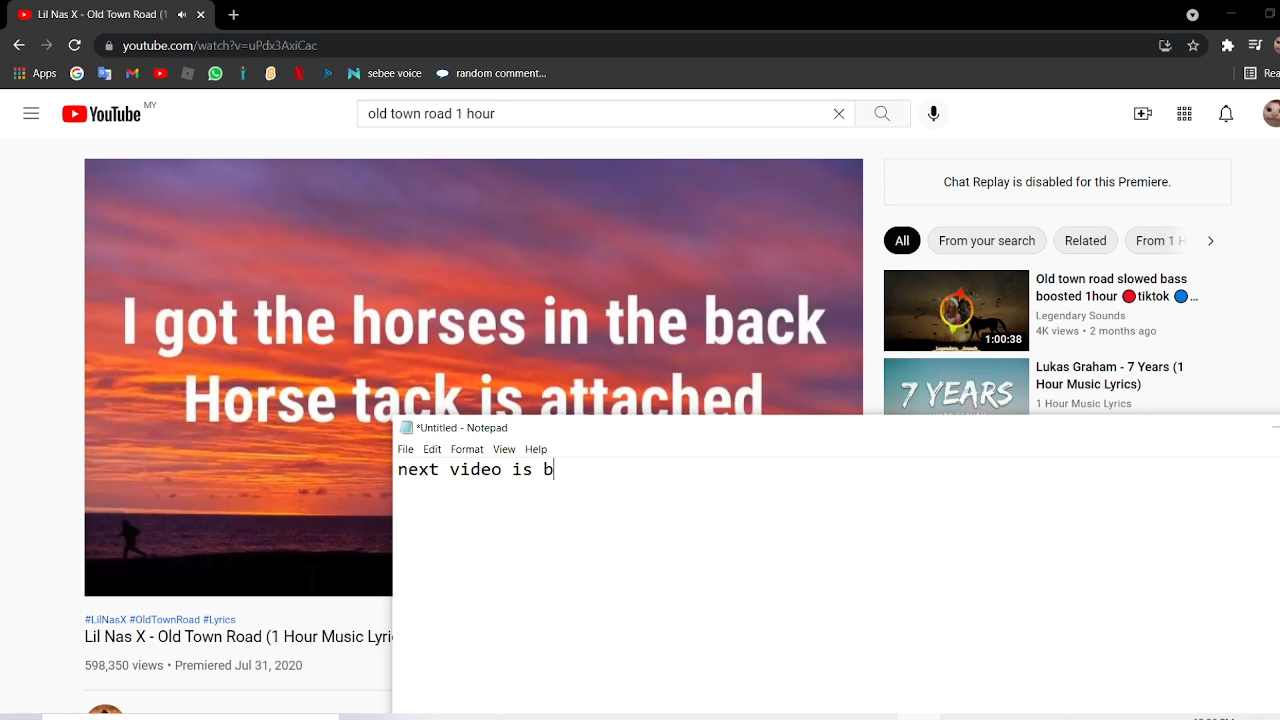 Lil Nas X - Old Town Road (1
youtube.com/watch?v=uPdx3AxiCac
Apps
sebee voice
random comment...
Rea
YouTube MY
old town road 1 hour
I got the horses in the back
Horse tack is attached
Chat Replay is disabled for this Premiere.
All
From your search
Related
From 1 H
Old town road slowed bass
boosted 1hour 🔴tiktok 🔵...
Legendary Sounds
4K views • 2 months ago
1:00:38
7 YEARS
Lukas Graham - 7 Years (1
Hour Music Lyrics)
1 Hour Music Lyrics
*Untitled - Notepad
File Edit Format View Help
next video is b
#LilNasX #OldTownRoad #Lyrics
Lil Nas X - Old Town Road (1 Hour Music Lyri
598,350 views • Premiered Jul 31, 2020